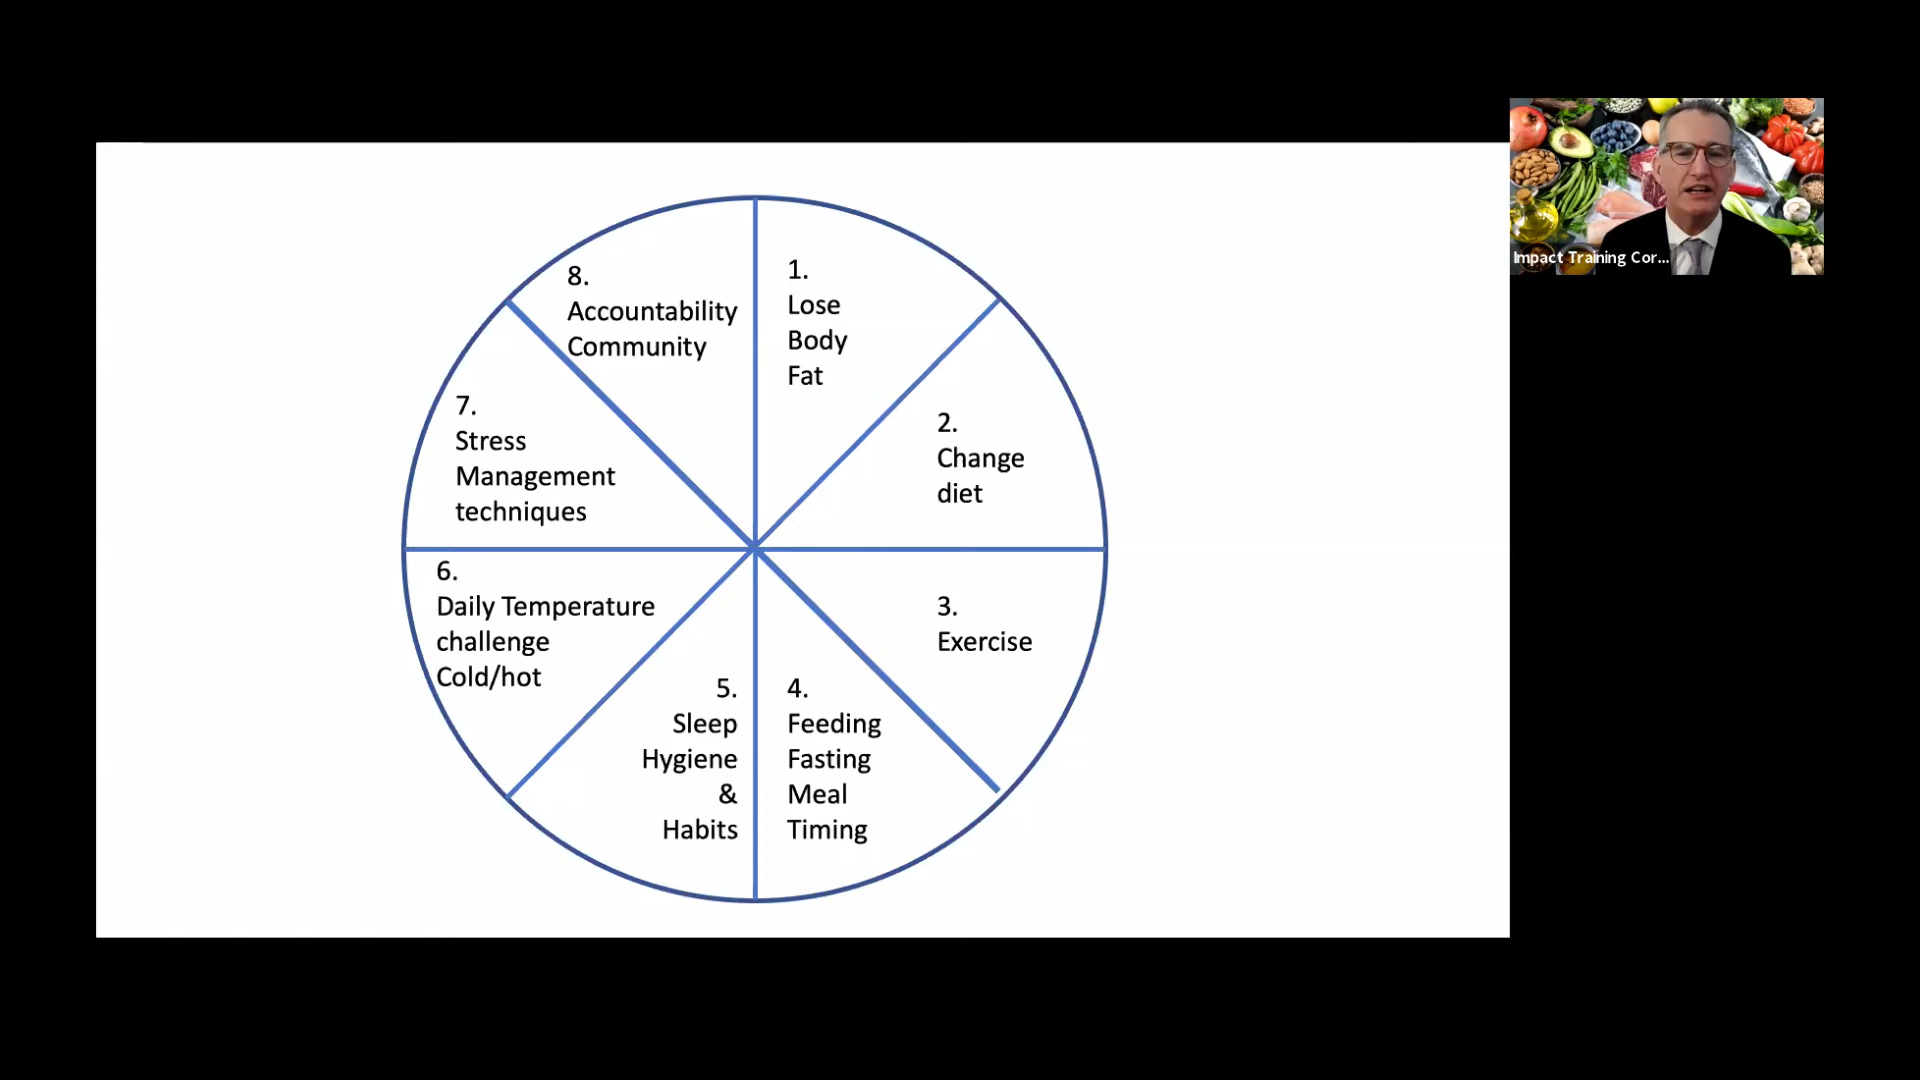 8.
Accountability
Community
1.
Lose
Body
Fat
2.
Change
diet
3.
Exercise
4.
Feeding
Fasting
Meal
Timing
5.
Sleep
Hygiene
&
Habits
6.
Daily Temperature
challenge
Cold/hot
7.
Stress
Management
techniques
Impact Training Cor...